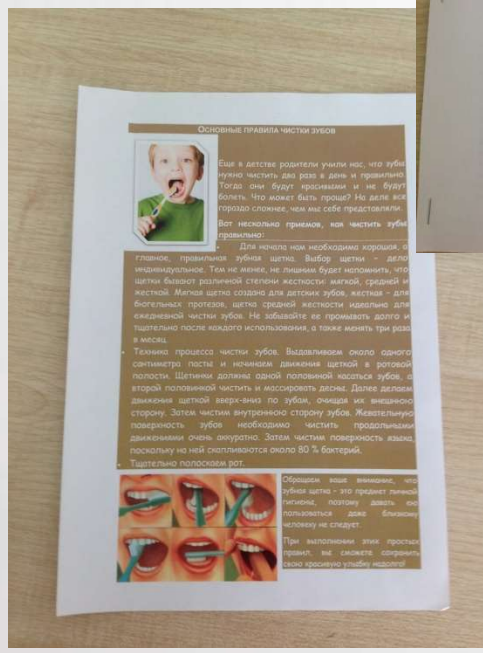 ОСНОВНЫЕ ПРАВИЛА ЧИСТКИ ЗУБОВ
Еще в детстве родители учили нас, что зубы
нужно чистить два раза в день и правильно.
Тогда они будут красивыми и не будут
болеть. Что может быть проще? На деле все
гораздо сложнее, чем мы себе представляли.
Вот несколько приемов, как чистить зубы
правильно:
• Для начала нам необходима хорошая, а
главное, правильная зубная щетка. Выбор щетки - дело
индивидуальное. Тем не менее, не лишним будет напомнить, что
щетки бывают различной степени жесткости: мягкой, средней и
жесткой. Мягкая щетка создана для детских зубов, жесткая - для
бюгельных протезов, щетка средней жесткости идеальна для
ежедневной чистки зубов. Не забывайте ее промывать долго и
тщательно после каждого использования, а также менять три раза
в месяц.
• Техника процесса чистки зубов. Выдавливаем около одного
сантиметра пасты и начинаем движения щеткой в ротовой
полости. Щетинки должны одной половиной касаться зубов, а
второй половинкой чистить и массировать десны. Далее делаем
движения щеткой вверх-вниз по зубам, очищая их внешнюю
сторону. Затем чистим внутреннюю сторону зубов. Жевательную
поверхность зубов необходимо чистить продольными
движениями очень аккуратно. Затем чистим поверхность языка,
поскольку на ней скапливаются около 80 % бактерий.
• Тщательно полоскаем рот.
Обращаем ваше внимание, что
зубная щетка - это предмет личной
гигиены, поэтому давать ею
пользоваться даже близкому
человеку не следует.
При выполнении этих простых
правил, вы сможете сохранить
свою красивую улыбку надолго!